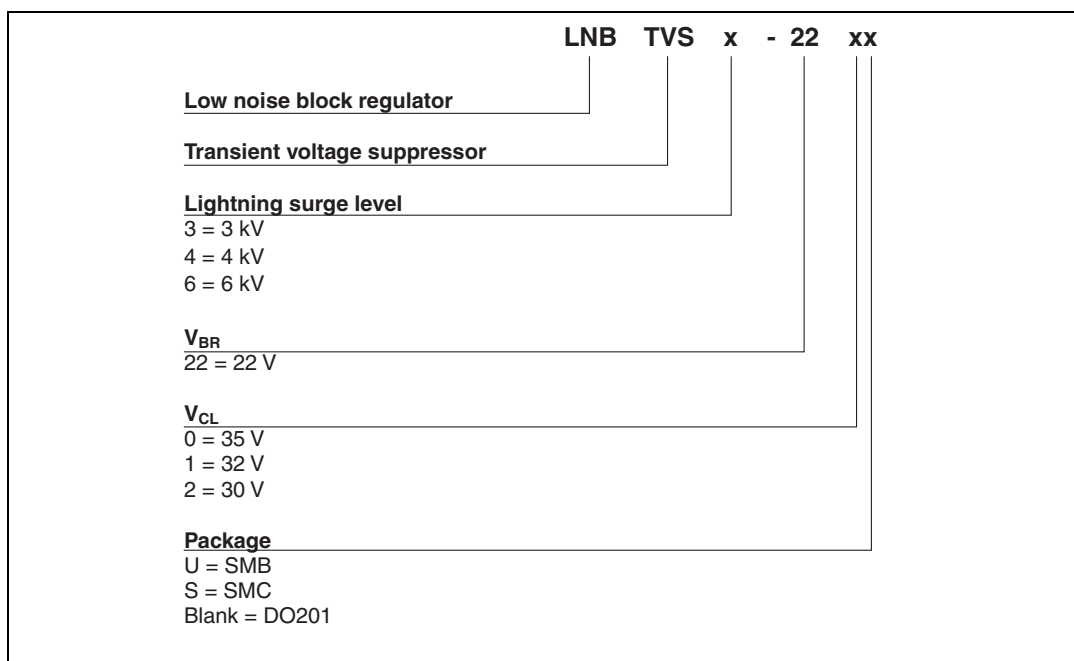 LNB TVS x - 22 xx
Low noise block regulator
Transient voltage suppressor
Lightning surge level
3 = 3 kV
4 = 4 kV
6 = 6 kV
VBR
22 = 22 V
VCL
0 = 35 V
1 = 32 V
2 = 30 V
Package
U = SMB
S = SMC
Blank = DO201